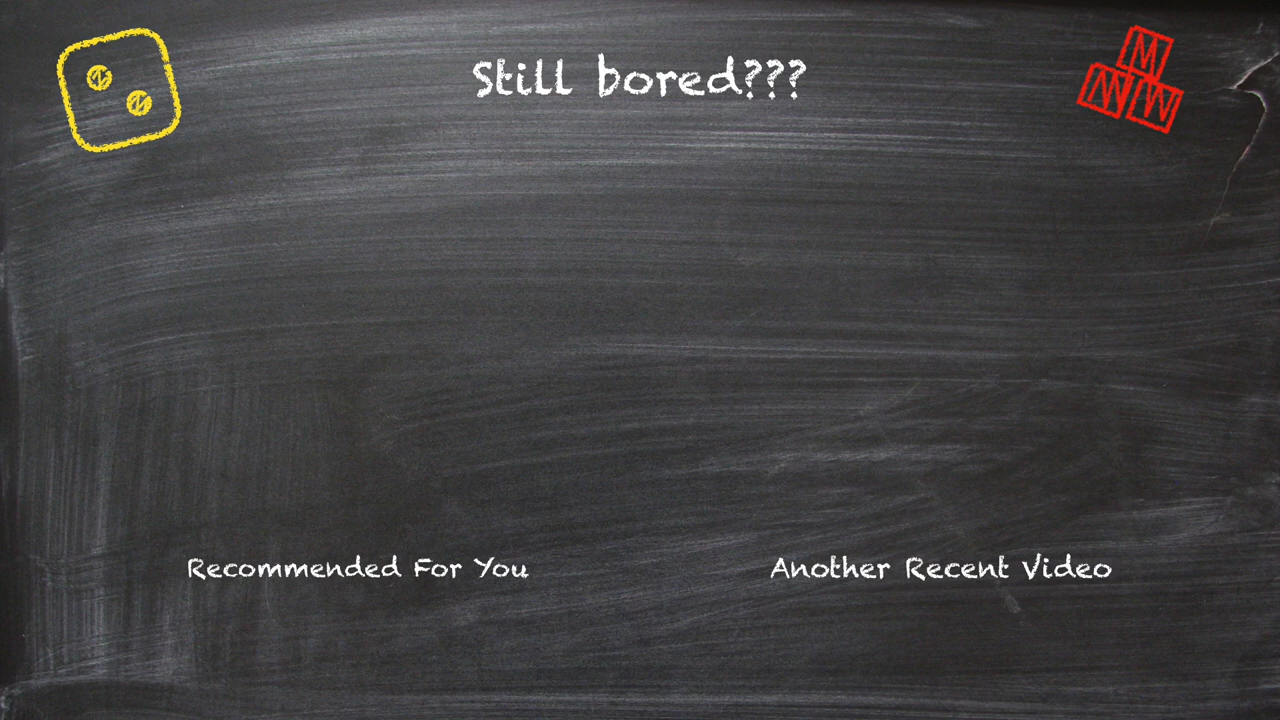 Still bored???
M
M W
Recommended For You
Another Recent Video